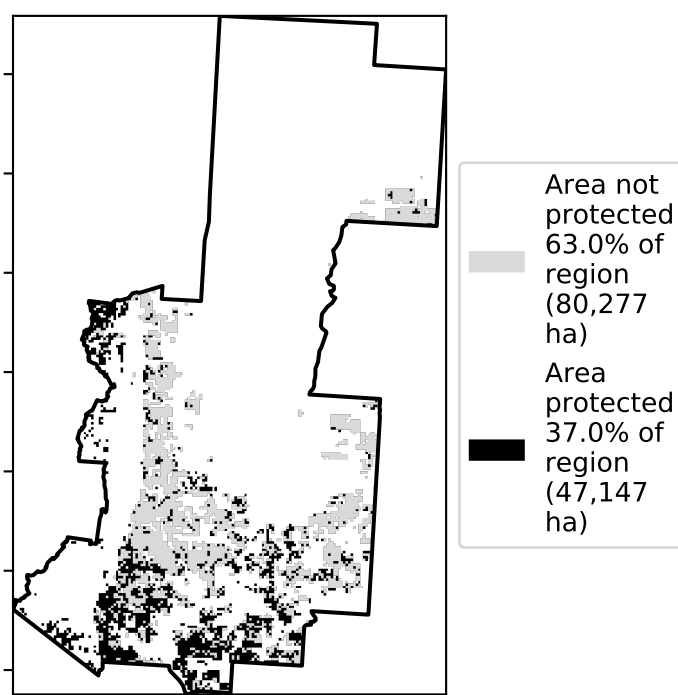 Area not
protected
63.0% of
region
(80,277
ha)
Area
protected
37.0% of
region
(47,147
ha)